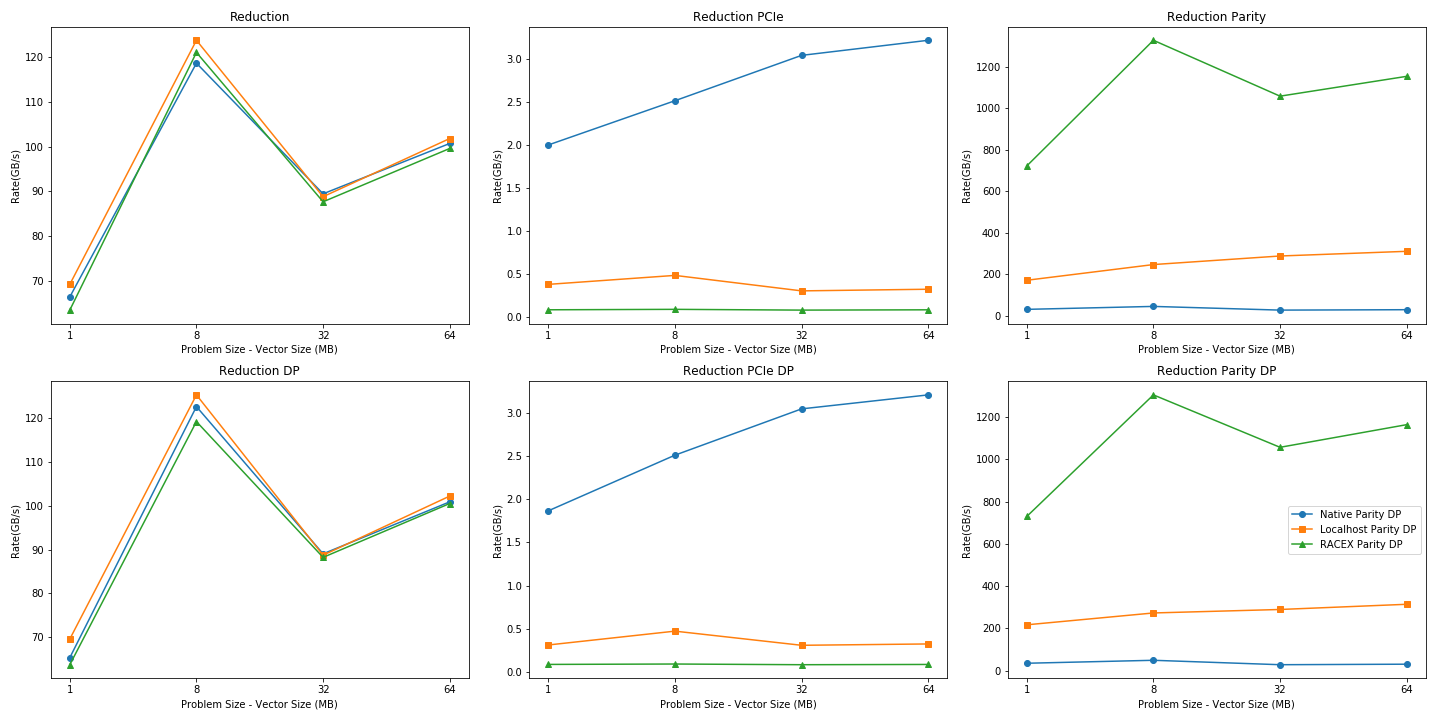 Reduction
Rate(GB/s)
120
110
100
90
80
70
1 8 32 64
Problem Size - Vector Size (MB)
Reduction PCIe
Rate(GB/s)
3.0
2.5
2.0
1.5
1.0
0.5
0.0
1 8 32 64
Problem Size - Vector Size (MB)
Reduction Parity
Rate(GB/s)
1200
1000
800
600
400
200
0
1 8 32 64
Problem Size - Vector Size (MB)
Reduction DP
Rate(GB/s)
120
110
100
90
80
70
1 8 32 64
Problem Size - Vector Size (MB)
Reduction PCIe DP
Rate(GB/s)
3.0
2.5
2.0
1.5
1.0
0.5
0.0
1 8 32 64
Problem Size - Vector Size (MB)
Reduction Parity DP
Rate(GB/s)
1200
1000
800
600
400
200
0
Native Parity DP
Localhost Parity DP
RACEX Parity DP
1 8 32 64
Problem Size - Vector Size (MB)